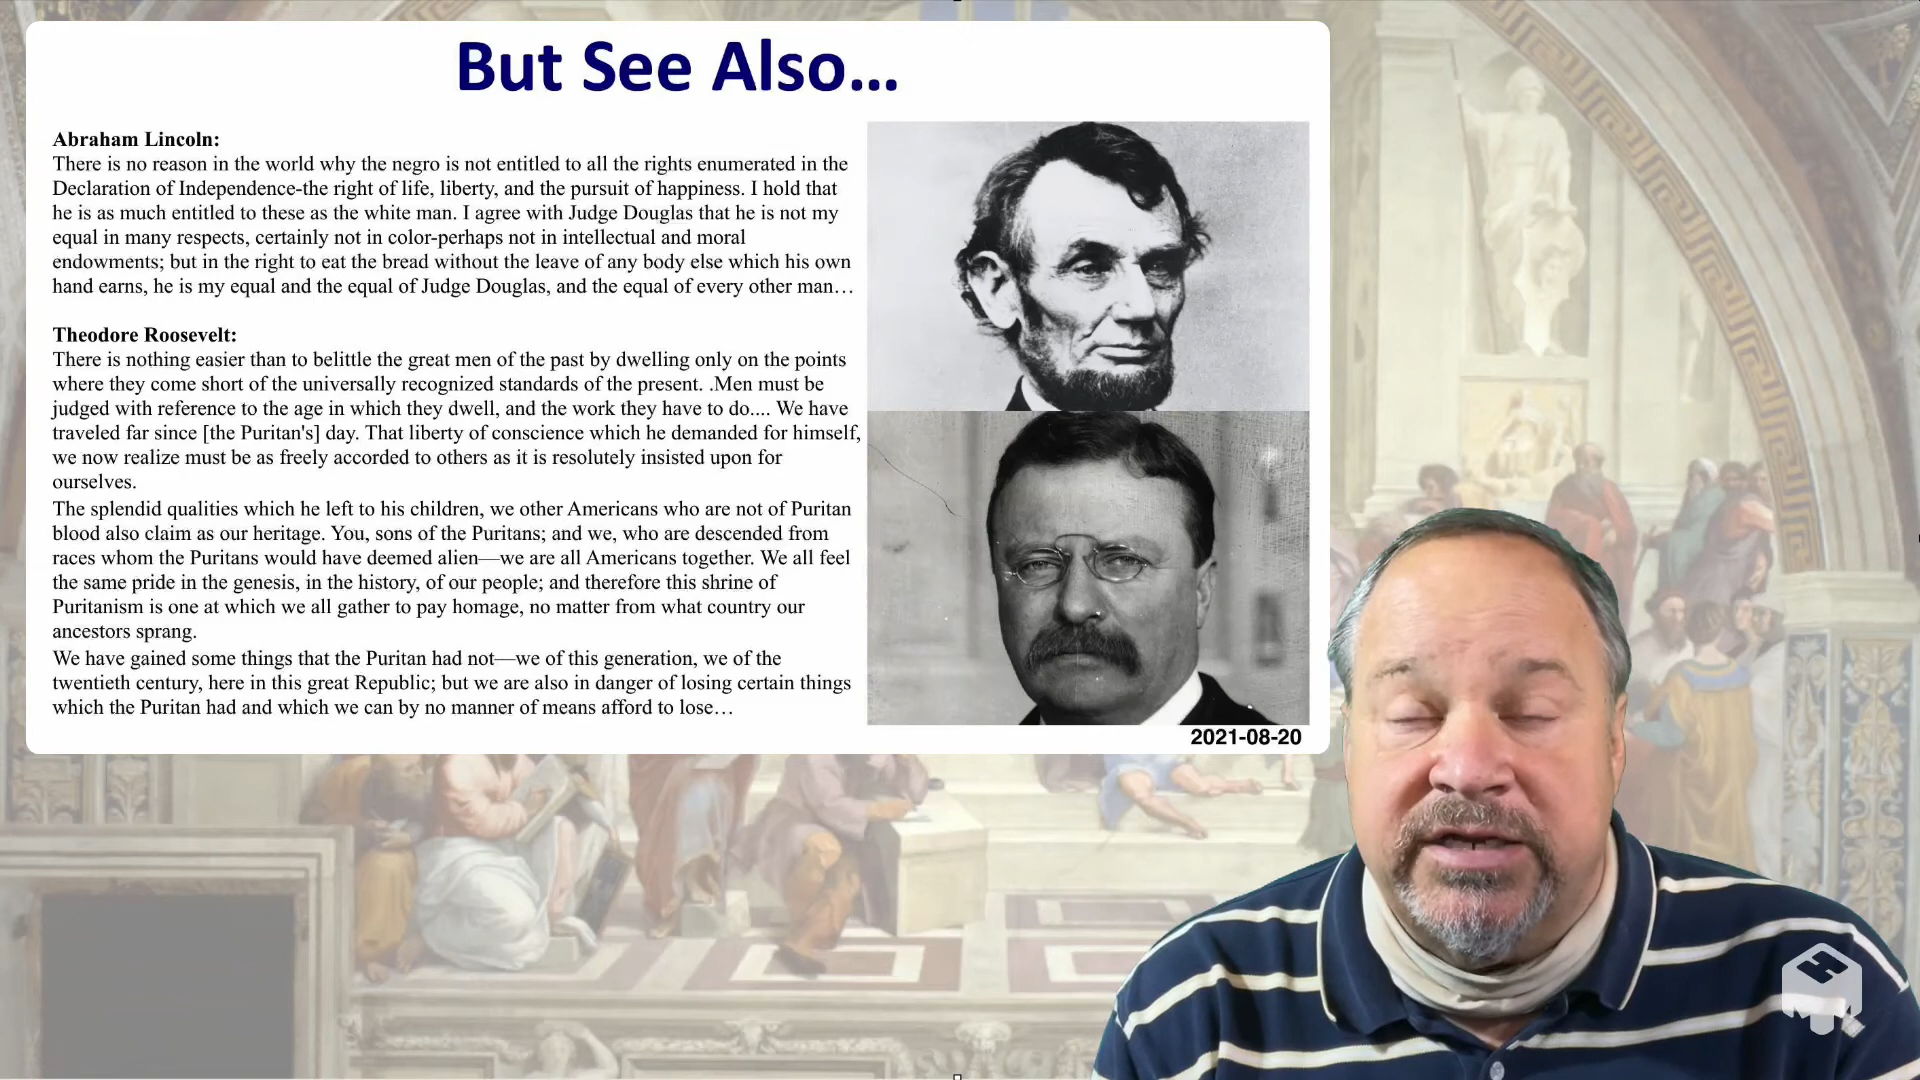 But See Also...
Abraham Lincoln:
There is no reason in the world why the negro is not entitled to all the rights enumerated in the
Declaration of Independence-the right of life, liberty, and the pursuit of happiness. I hold that
he is as much entitled to these as the white man. I agree with Judge Douglas that he is not my
equal in many respects, certainly not in color-perhaps not in intellectual and moral
endowments; but in the right to eat the bread without the leave of any body else which his own
hand earns, he is my equal and the equal of Judge Douglas, and the equal of every other man…
Theodore Roosevelt:
There is nothing easier than to belittle the great men of the past by dwelling only on the points
where they come short of the universally recognized standards of the present. .Men must be
judged with reference to the age in which they dwell, and the work they have to do.... We have
traveled far since [the Puritan's] day. That liberty of conscience which he demanded for himself,
we now realize must be as freely accorded to others as it is resolutely insisted upon for
ourselves.
The splendid qualities which he left to his children, we other Americans who are not of Puritan
blood also claim as our heritage. You, sons of the Puritans; and we, who are descended from
races whom the Puritans would have deemed alien—we are all Americans together. We all feel
the same pride in the genesis, in the history, of our people; and therefore this shrine of
Puritanism is one at which we all gather to pay homage, no matter from what country our
ancestors sprang.
We have gained some things that the Puritan had not—we of this generation, we of the
twentieth century, here in this great Republic; but we are also in danger of losing certain things
which the Puritan had and which we can by no manner of means afford to lose…
2021-08-20